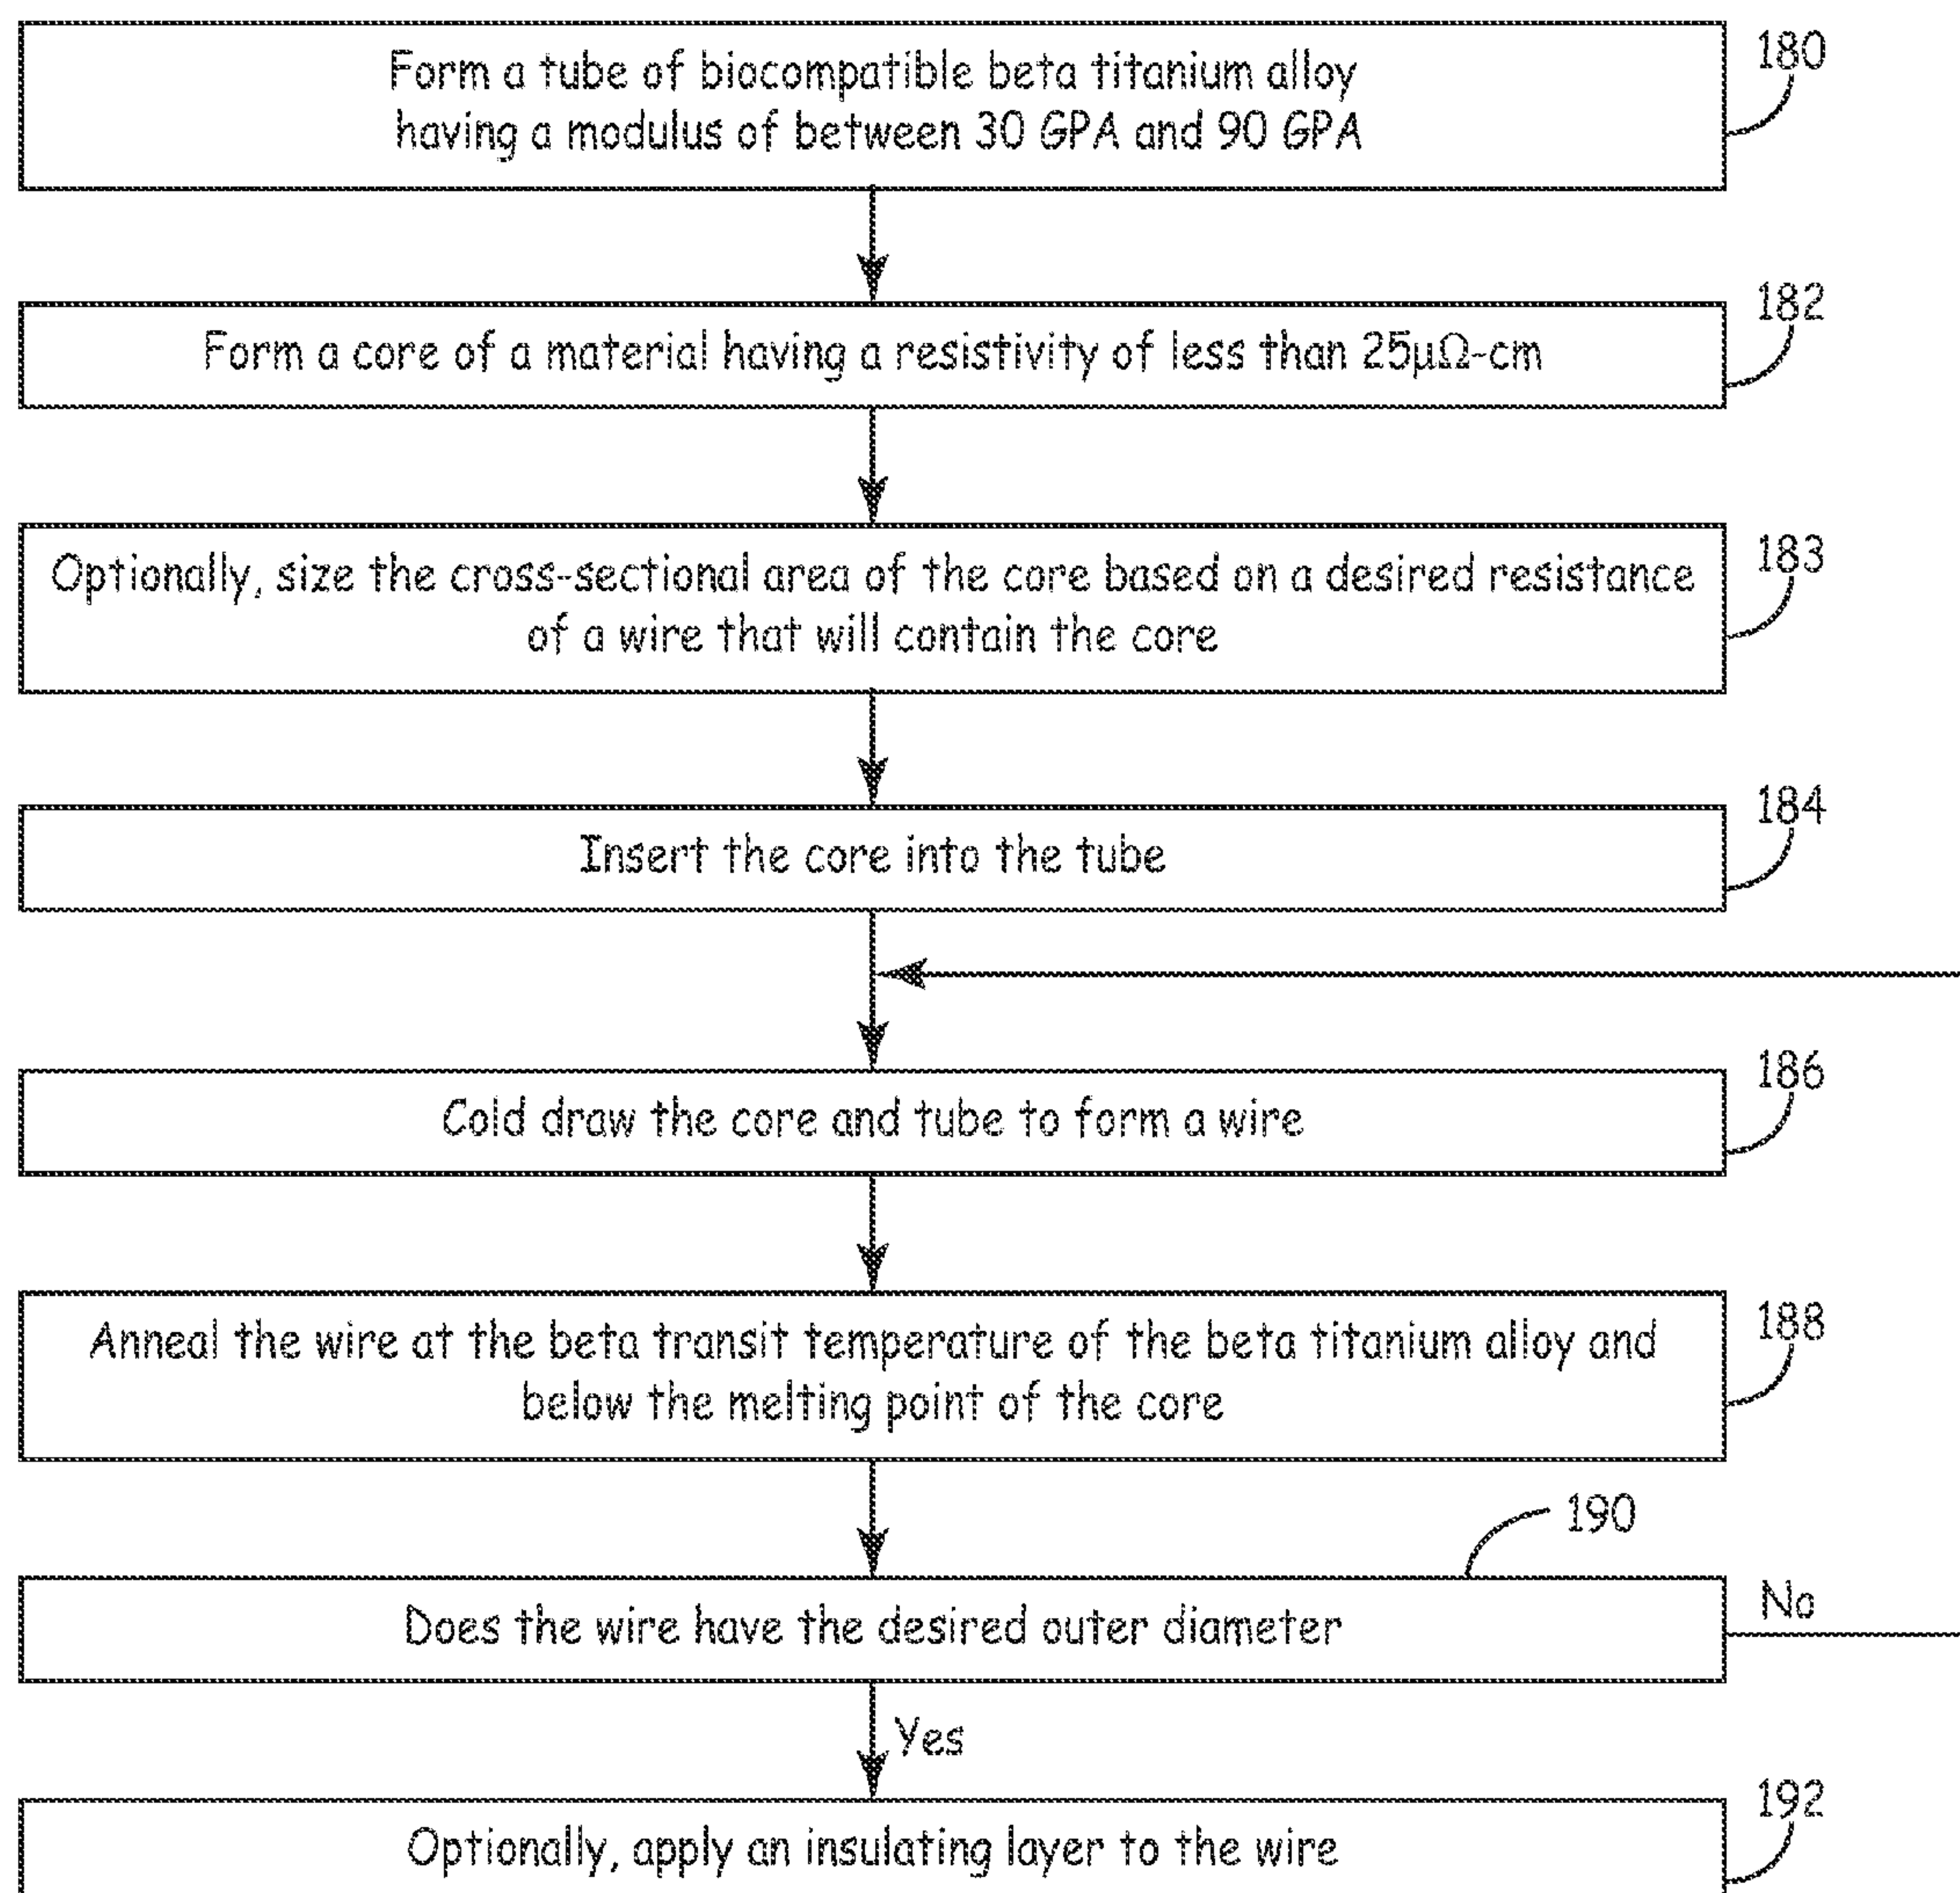 Form a tube of biocompatible beta titanium alloy
having a modulus of between 30 GPA and 90 GPA
180
Form a core of a material having a resistivity of less than 25μΩ-cm
182
Optionally, size the cross-sectional area of the core based on a desired resistance
of a wire that will contain the core
183
Insert the core into the tube
184
Cold draw the core and tube to form a wire
186
Anneal the wire at the beta transit temperature of the beta titanium alloy and
below the melting point of the core
188
190
Does the wire have the desired outer diameter
No
Yes
Optionally, apply an insulating layer to the wire
192